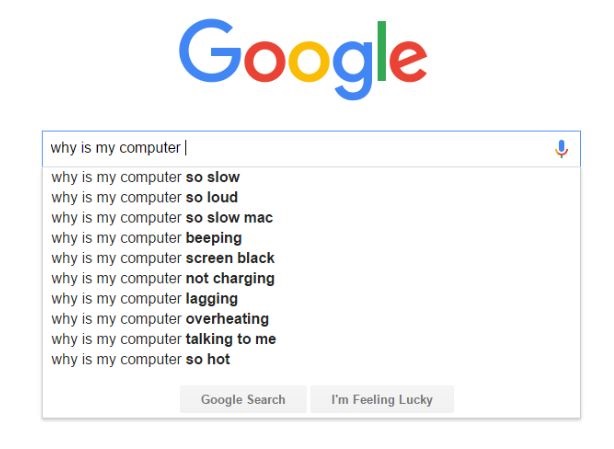 Google
why is my computer
why is my computer so slow
why is my computer so loud
why is my computer so slow mac
why is my computer beeping
why is my computer screen black
why is my computer not charging
why is my computer lagging
why is my computer overheating
why is my computer talking to me
why is my computer so hot
Google Search I'm Feeling Lucky